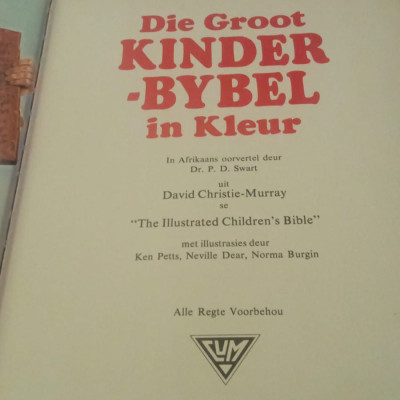 Die Groot
KINDER
-BYBEL
in Kleur
In Afrikaans oorvertel deur
Dr. P. D. Swart
uit
David Christie-Murray
se
"The Illustrated Children's Bible"
met illustrasies deur
Ken Petts, Neville Dear, Norma Burgin
Alle Regte Voorbehou
CUM